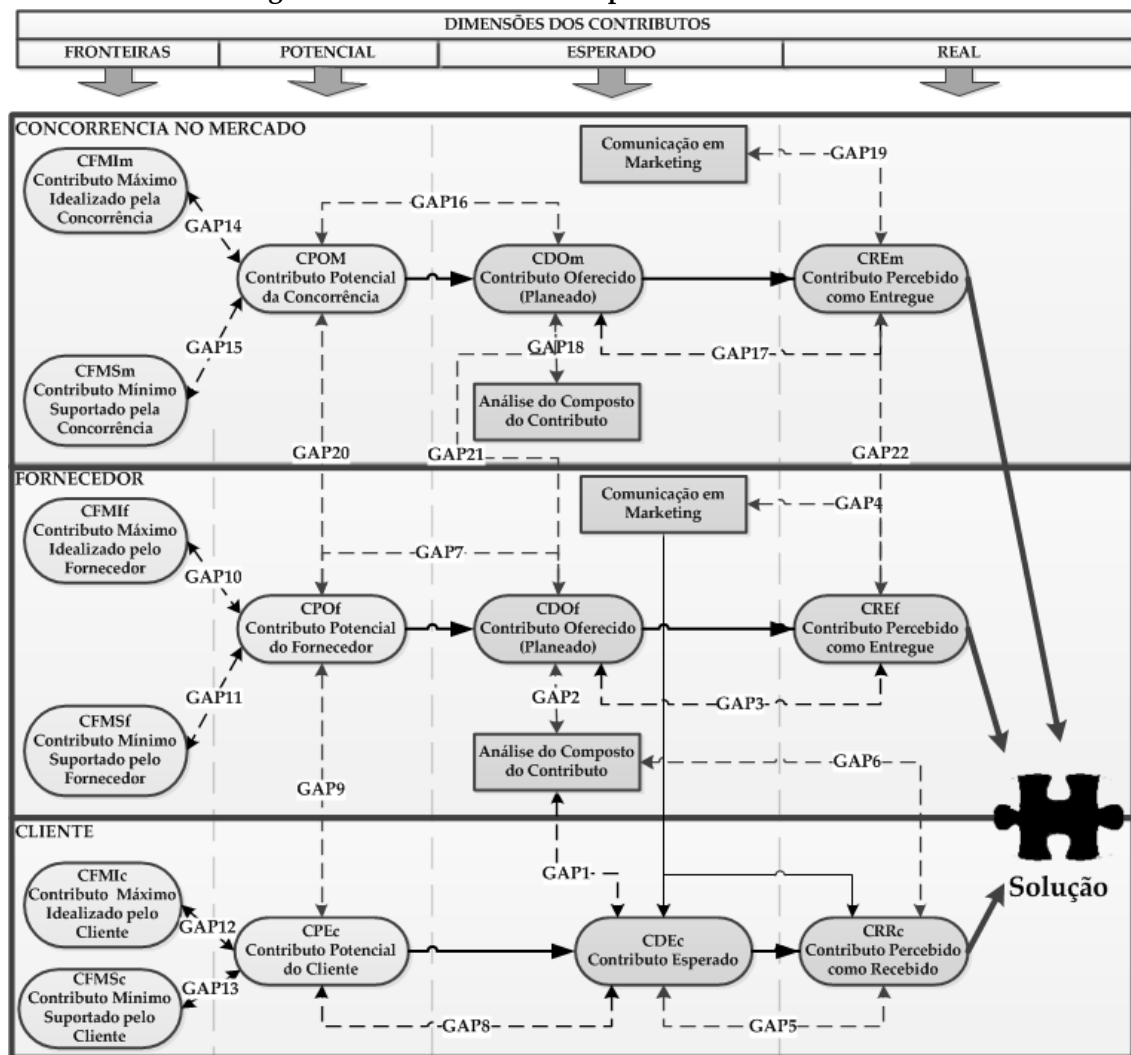 DIMENSÕES DOS CONTRIBUTOS
FRONTEIRAS
POTENCIAL
ESPERADO
REAL
CONCORRENCIA NO MERCADO
CFMIm
Contributo Máximo
Idealizado pela
Concorrência
GAP14
GAP15
CFMSm
Contributo Mínimo
Suportado pela
Concorrência
GAP16
CPOM
Contributo Potencial
da Concorrência
Comunicação em
Marketing
GAP19
CDOm
Contributo Oferecido
(Planeado)
CREm
Contributo Percebido
como Entregue
GAP18
GAP17
Análise do Composto
do Contributo
GAP20
GAP21
GAP22
FORNECEDOR
CFMIf
Contributo Máximo
Idealizado pelo
Fornecedor
GAP10
GAP11
CFMSf
Contributo Mínimo
Suportado pelo
Fornecedor
Comunicação em
Marketing
GAP4
GAP7
CPOf
Contributo Potencial
do Fornecedor
CDOf
Contributo Oferecido
(Planeado)
CREf
Contributo Percebido
como Entregue
GAP2
GAP3
Análise do Composto
do Contributo
GAP6
GAP9
CLIENTE
CFMIc
Contributo Máximo
Idealizado pelo
Cliente
GAP12
GAP13
CFMSc
Contributo Mínimo
Suportado pelo
Cliente
GAP1
CPEc
Contributo Potencial
do Cliente
CDEc
Contributo Esperado
CRRc
Contributo Percebido
como Recebido
GAP8
GAP5
Solução